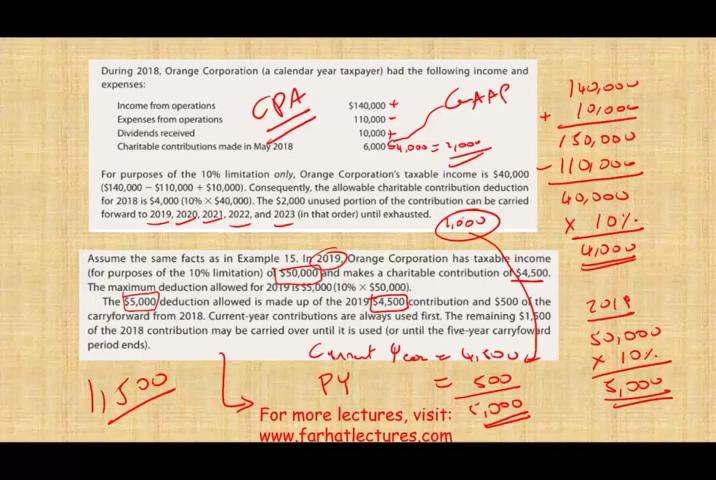 During 2018, Orange Corporation (a calendar year taxpayer) had the following income and
expenses:
Income from operations $140,000 +
Expenses from operations 110,000 -
Dividends received 10,000 +
Charitable contributions made in May 2018 6,000 - 4,000 = 2,000
CPA
GAAP
For purposes of the 10% limitation only, Orange Corporation's taxable income is $40,000
($140,000 − $110,000 + $10,000). Consequently, the allowable charitable contribution deduction
for 2018 is $4,000 (10% × $40,000). The $2,000 unused portion of the contribution can be carried
forward to 2019, 2020, 2021, 2022, and 2023 (in that order) until exhausted.
140,000
+ 10,000
150,000
- 110,000
40,000
x 10%
4,000
Assume the same facts as in Example 15. In 2019, Orange Corporation has taxable income
(for purposes of the 10% limitation) of $50,000 and makes a charitable contribution of $4,500.
The maximum deduction allowed for 2019 is $5,000 (10% × $50,000).
The $5,000 deduction allowed is made up of the 2019 $4,500 contribution and $500 of the
carryforward from 2018. Current-year contributions are always used first. The remaining $1,500
of the 2018 contribution may be carried over until it is used (or until the five-year carryfoward
period ends).
Current Year = 4,500
PY = 500
5,000
1,500
2019
50,000
x 10%
5,000
For more lectures, visit:
www.farhatlectures.com